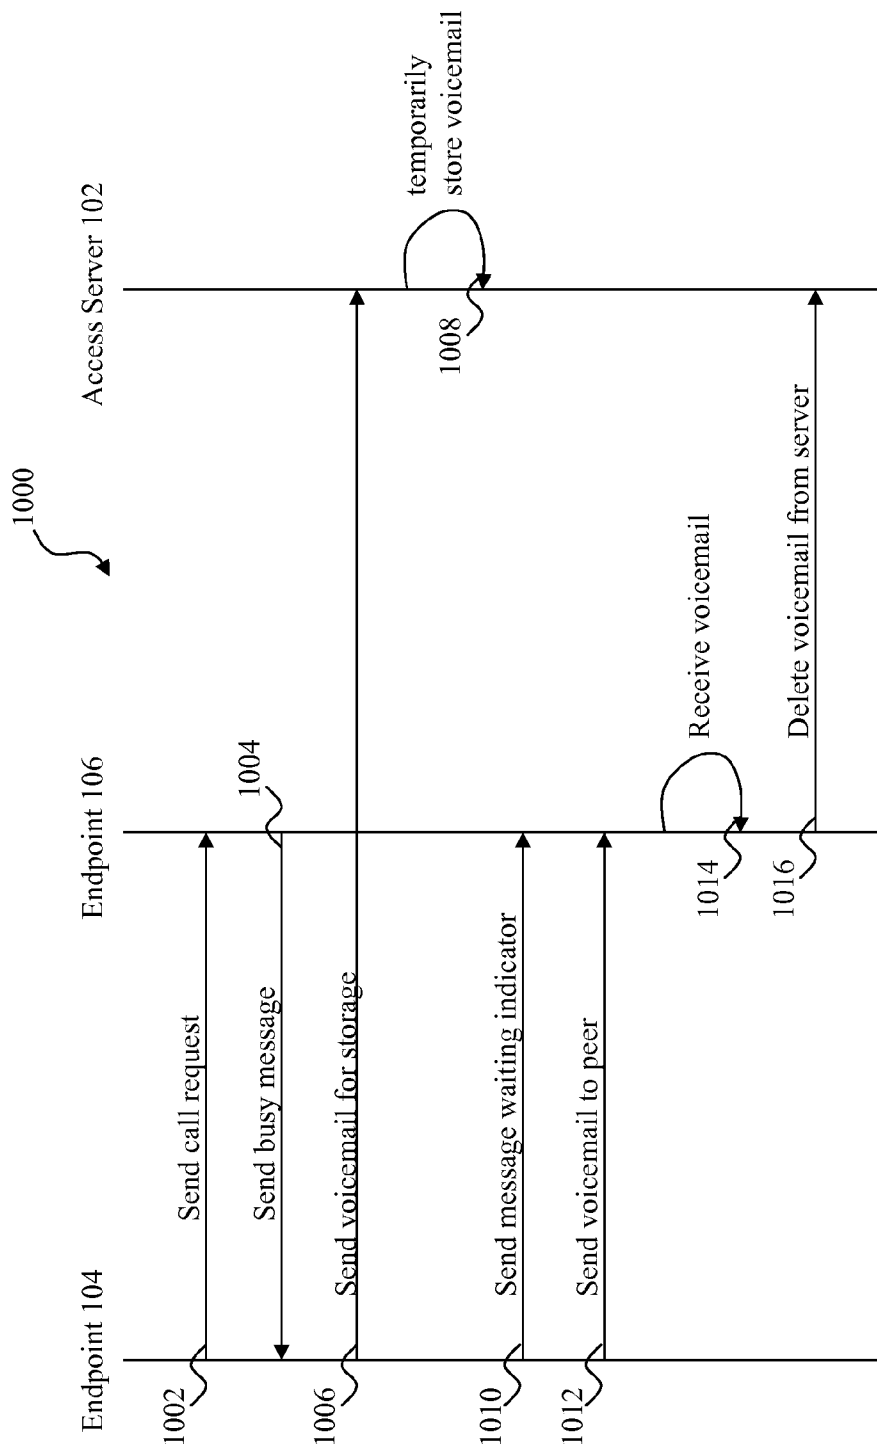 1000
Endpoint 104
Endpoint 106
Access Server 102
Send call request
1002
Send busy message
1004
Send voicemail for storage
1006
temporarily
store voicemail
1008
Send message waiting indicator
1010
Send voicemail to peer
1012
Receive voicemail
1014
Delete voicemail from server
1016